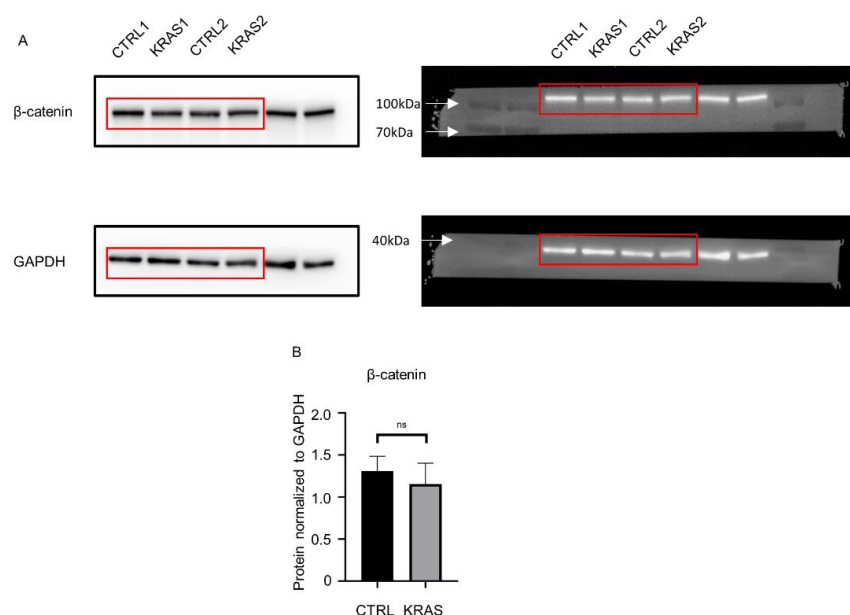 A
CTRL1 KRAS1 CTRL2 KRAS2
CTRL1 KRAS1 CTRL2 KRAS2
β-catenin
100kDa
70kDa
GAPDH
40kDa
B
β-catenin
Protein normalized to GAPDH
2.0
1.5
1.0
0.5
0
ns
CTRL KRAS